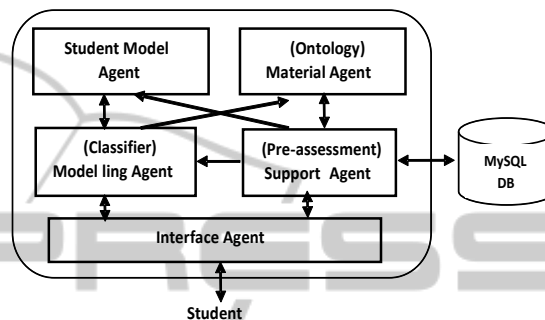 Student Model
Agent
(Ontology)
Material Agent
(Classifier)
Model ling Agent
(Pre-assessment)
Support Agent
MySQL
DB
Interface Agent
Student